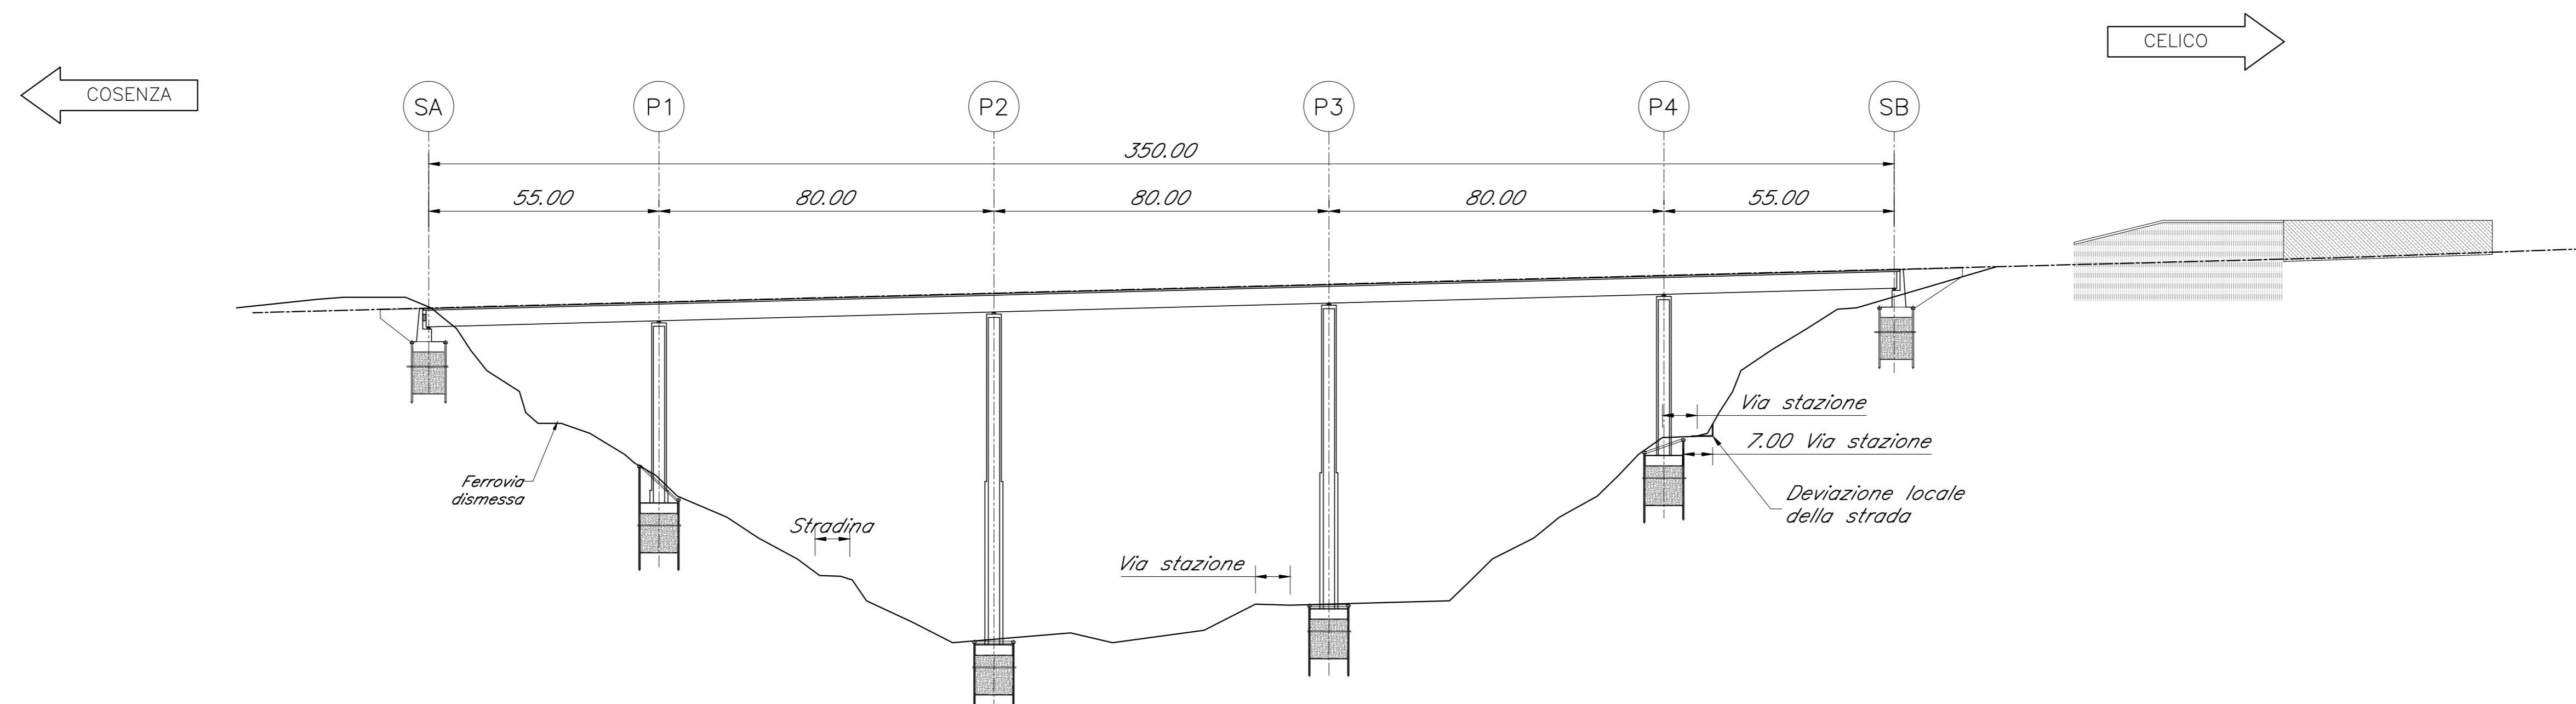 CELICO
COSENZA
SA
P1
P2
P3
P4
SB
350.00
55.00
80.00
80.00
80.00
55.00
Via stazione
7.00 Via stazione
Ferrovia
dismessa
Deviazione locale
della strada
Stradina
Via stazione